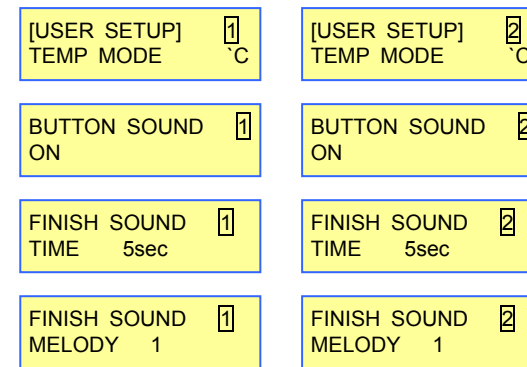 [USER SETUP] 1
TEMP MODE `C
BUTTON SOUND 1
ON
FINISH SOUND 1
TIME 5sec
FINISH SOUND 1
MELODY 1
[USER SETUP] 2
TEMP MODE `C
BUTTON SOUND 2
ON
FINISH SOUND 2
TIME 5sec
FINISH SOUND 2
MELODY 1